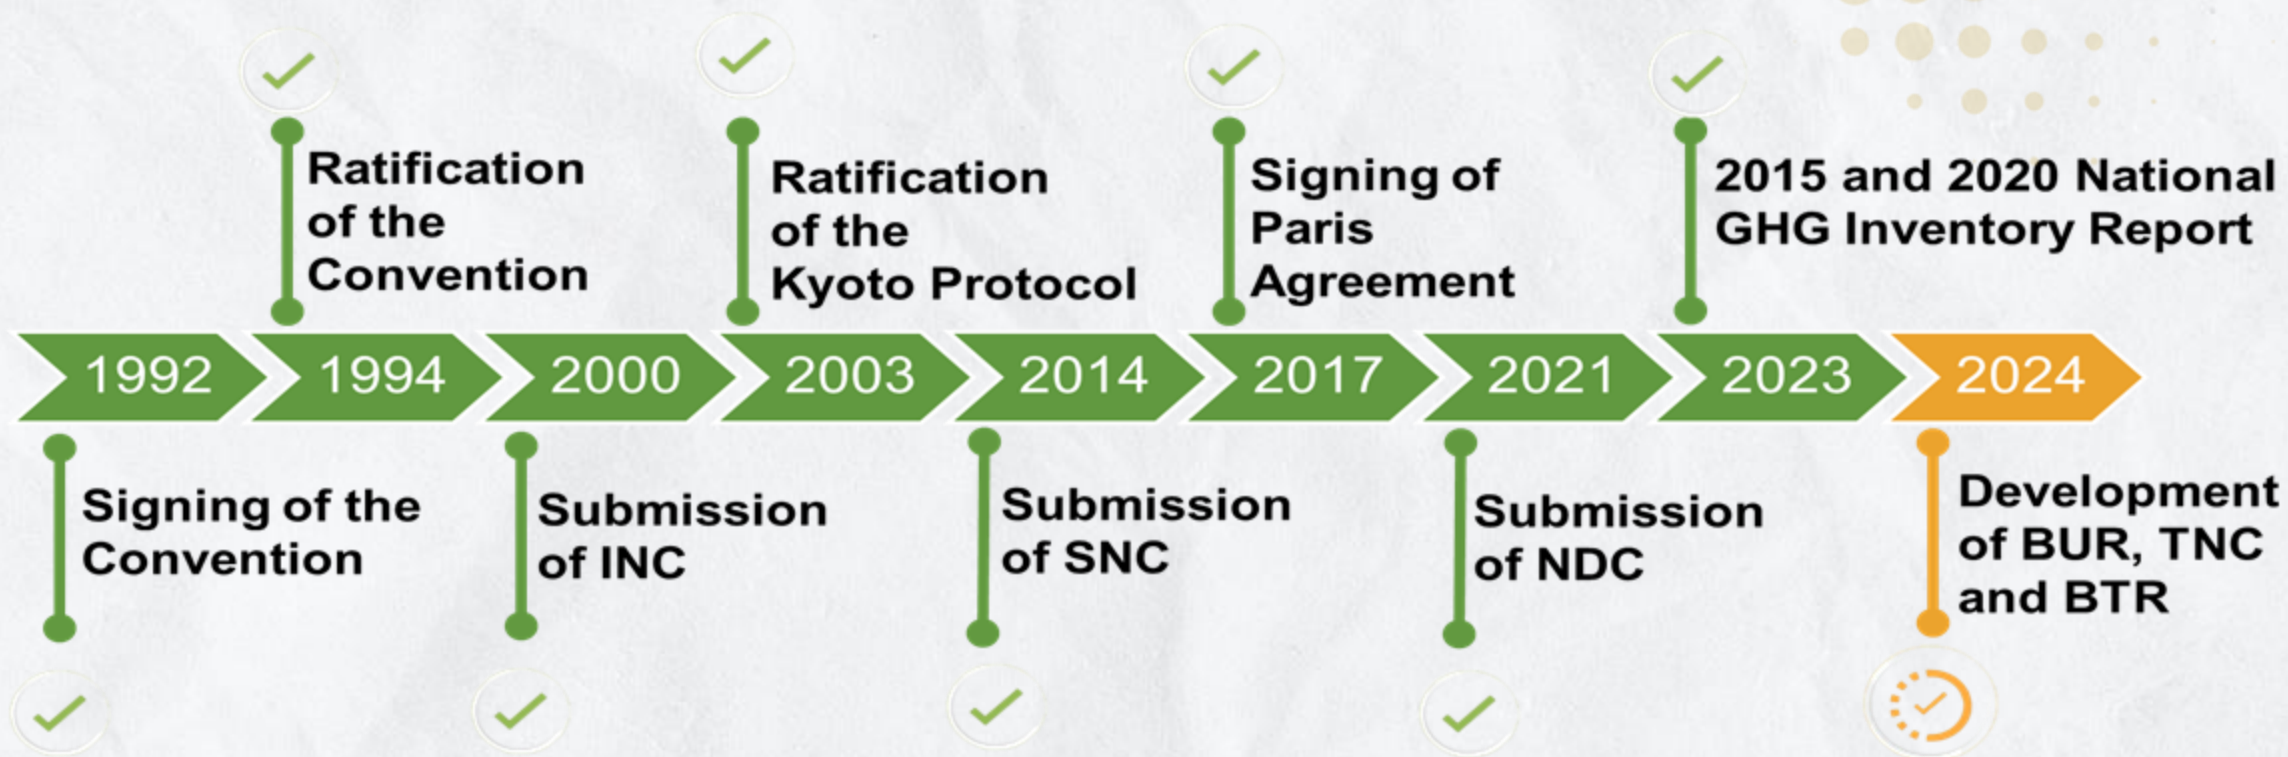 Ratification
of the
Convention
Ratification
of the
Kyoto Protocol
Signing of
Paris
Agreement
2015 and 2020 National
GHG Inventory Report
1992
1994
2000
2003
2014
2017
2021
2023
2024
Signing of the
Convention
Submission
of INC
Submission
of SNC
Submission
of NDC
Development
of BUR, TNC
and BTR